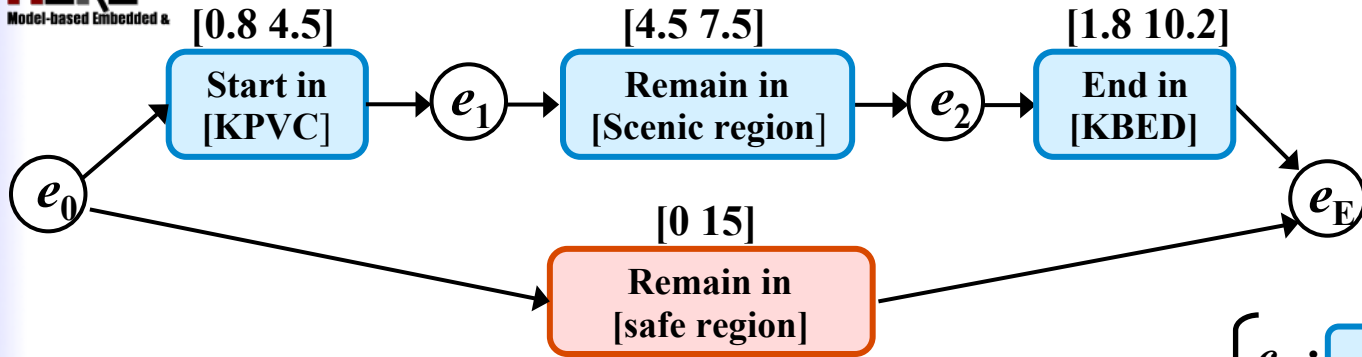 Model-based Embedded &
[0.8 4.5] [4.5 7.5] [1.8 10.2]
Start in
[KPVC]
e1
Remain in
[Scenic region]
e2
End in
[KBED]
e0
eE
[0 15]
Remain in
[safe region]